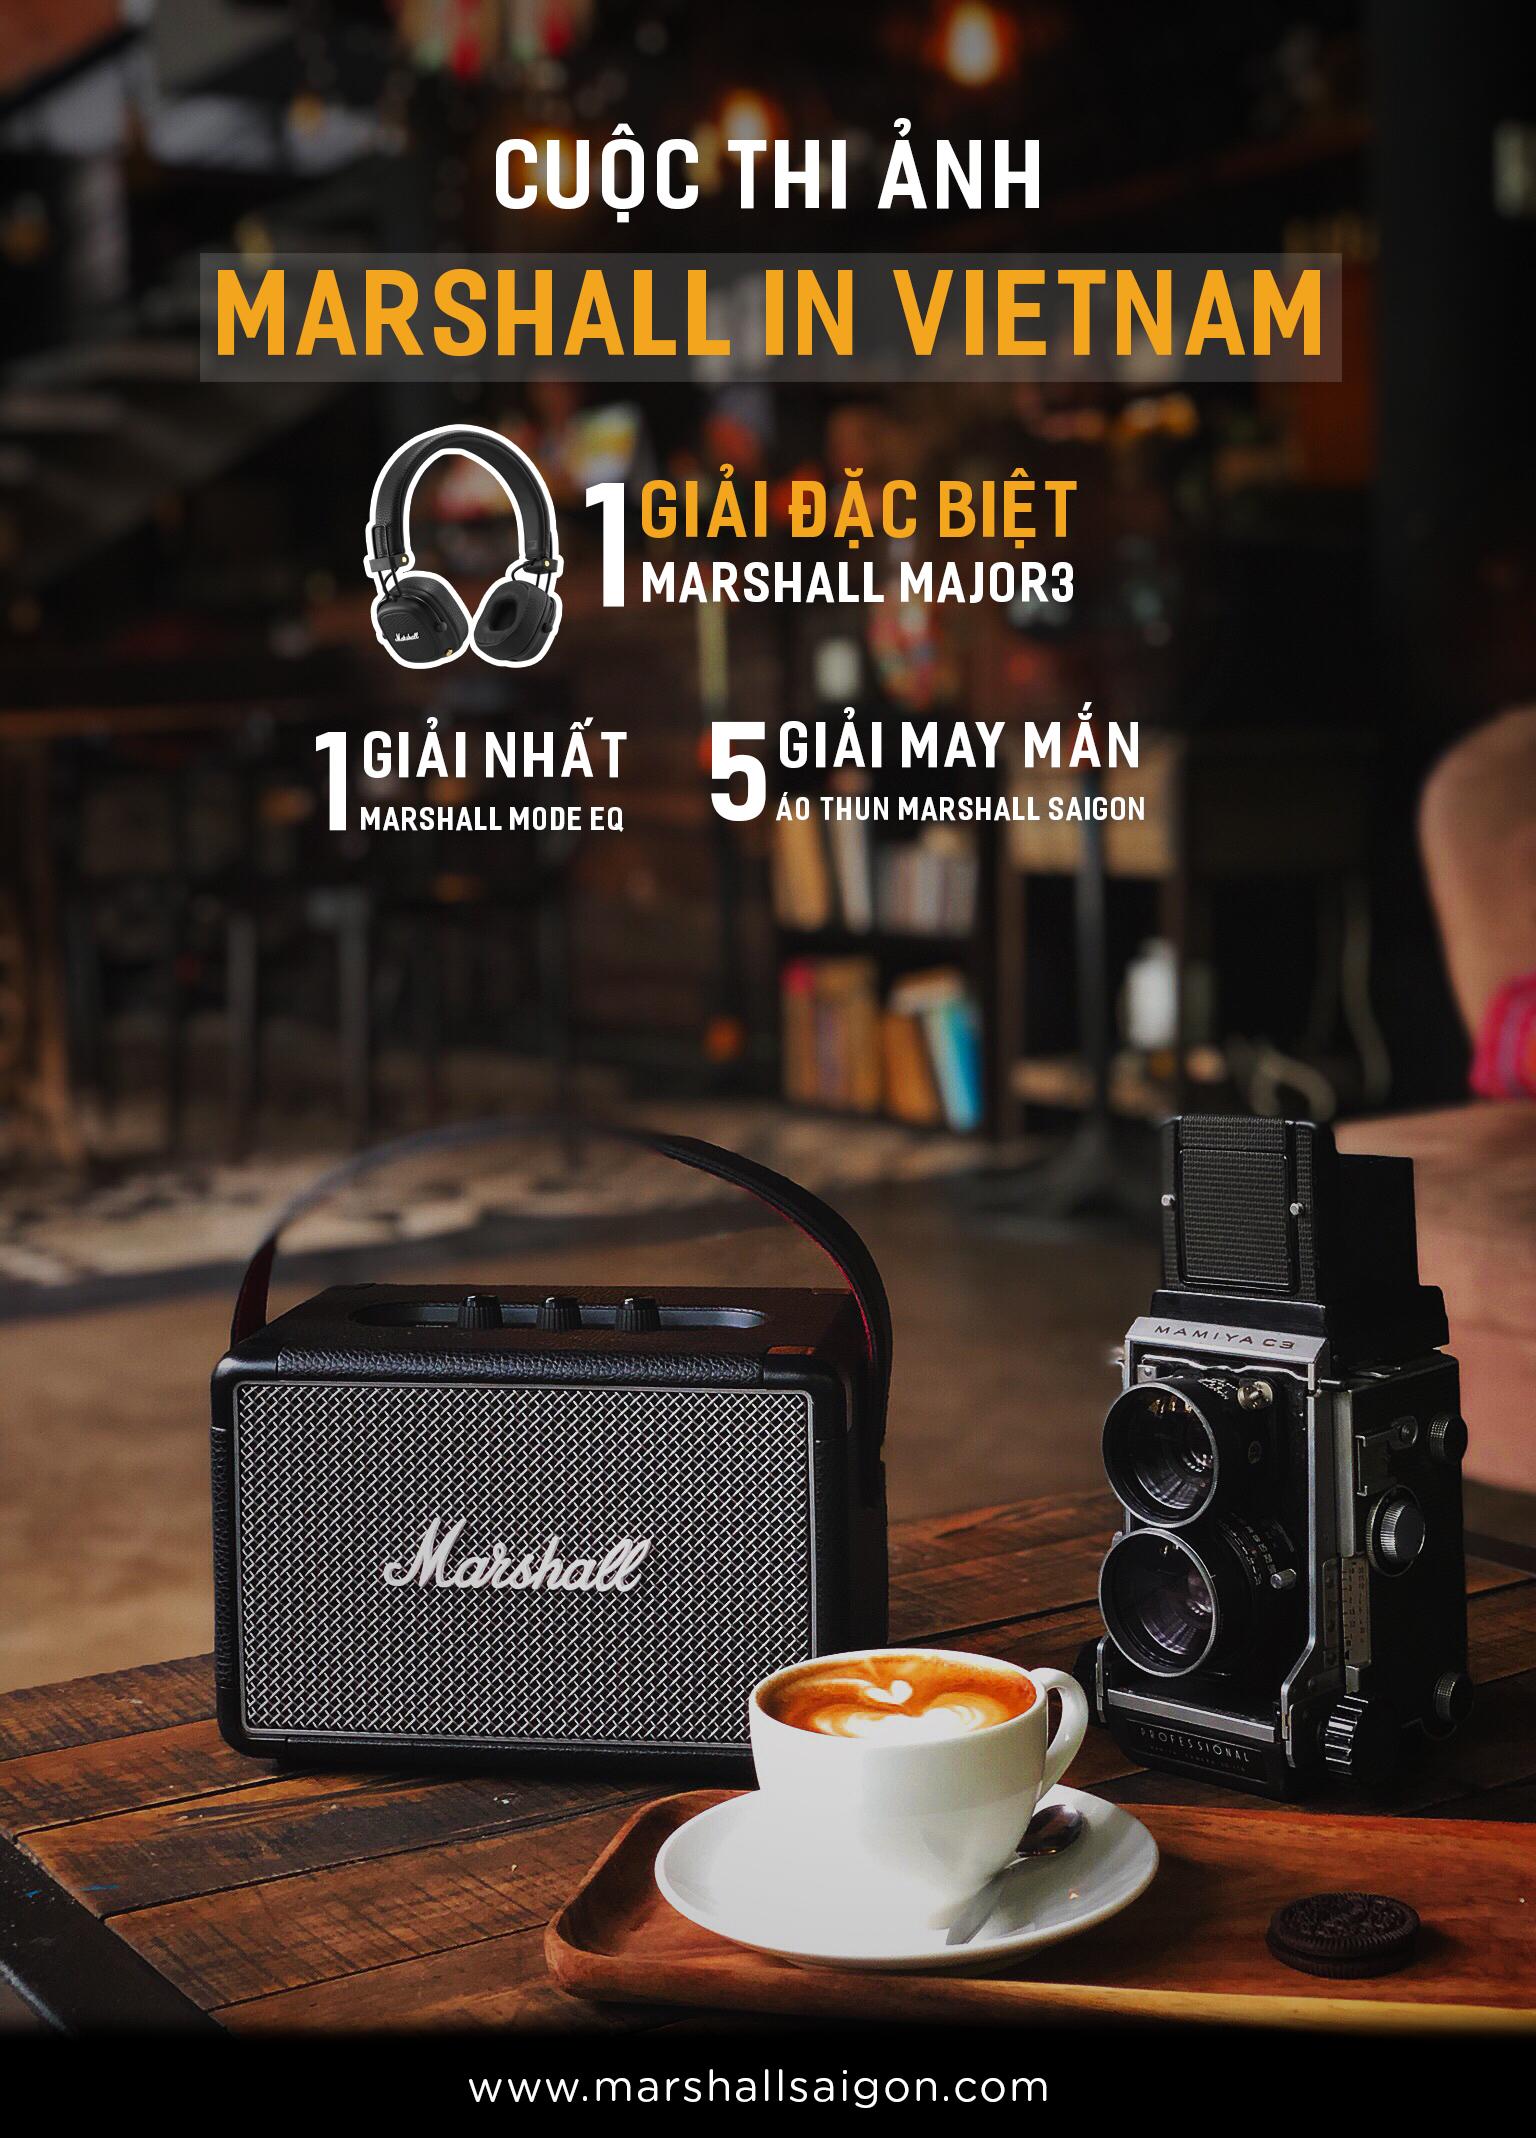 CUỘC THI ẢNH
MARSHALL IN VIETNAM
1 GIẢI ĐẶC BIỆT
MARSHALL MAJOR3
Marshall
1 GIẢI NHẤT
MARSHALL MODE EQ
5 GIẢI MAY MẮN
ÁO THUN MARSHALL SAIGON
MAMIYA C3
Marshall
PROFESSIONAL
www.marshallsaigon.com